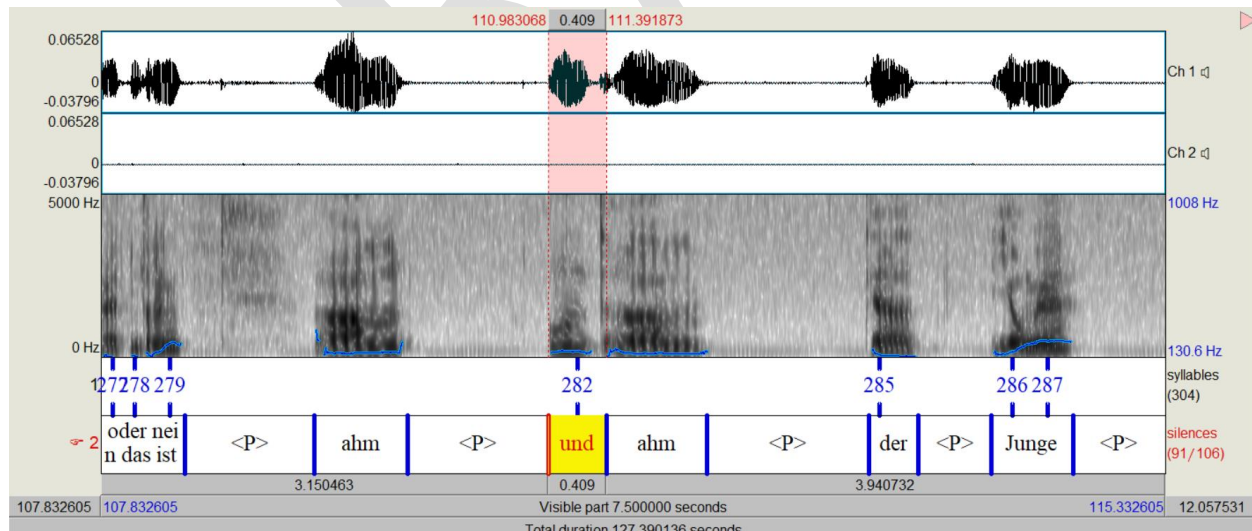 110.983068 0.409 111.391873
0.06528
0
-0.03796
Ch 1
0.06528
0
-0.03796
Ch 2
5000 Hz
1008 Hz
0 Hz
130.6 Hz
1
277 278 279 282 285 286 287
syllables
(304)
2
oder nei
n das ist
<P> ahm <P> und ahm <P> der <P> Junge <P>
silences
(91/106)
3.150463 0.409 3.940732
107.832605 107.832605 Visible part 7.500000 seconds 115.332605 12.057531
Total duration 127.390136 seconds